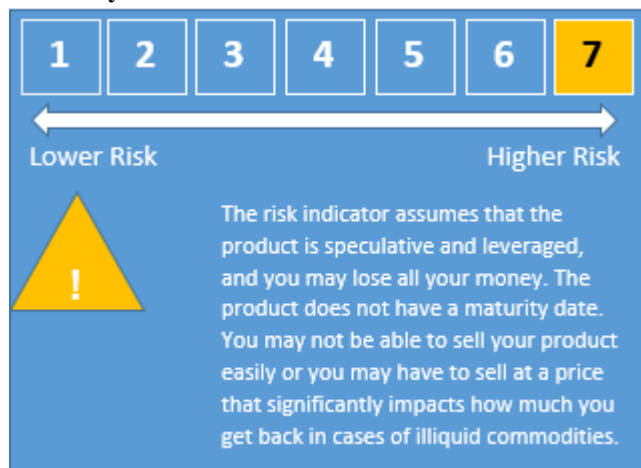 1 2 3 4 5 6 7
Lower Risk Higher Risk
!
The risk indicator assumes that the
product is speculative and leveraged,
and you may lose all your money. The
product does not have a maturity date.
You may not be able to sell your product
easily or you may have to sell at a price
that significantly impacts how much you
get back in cases of illiquid commodities.